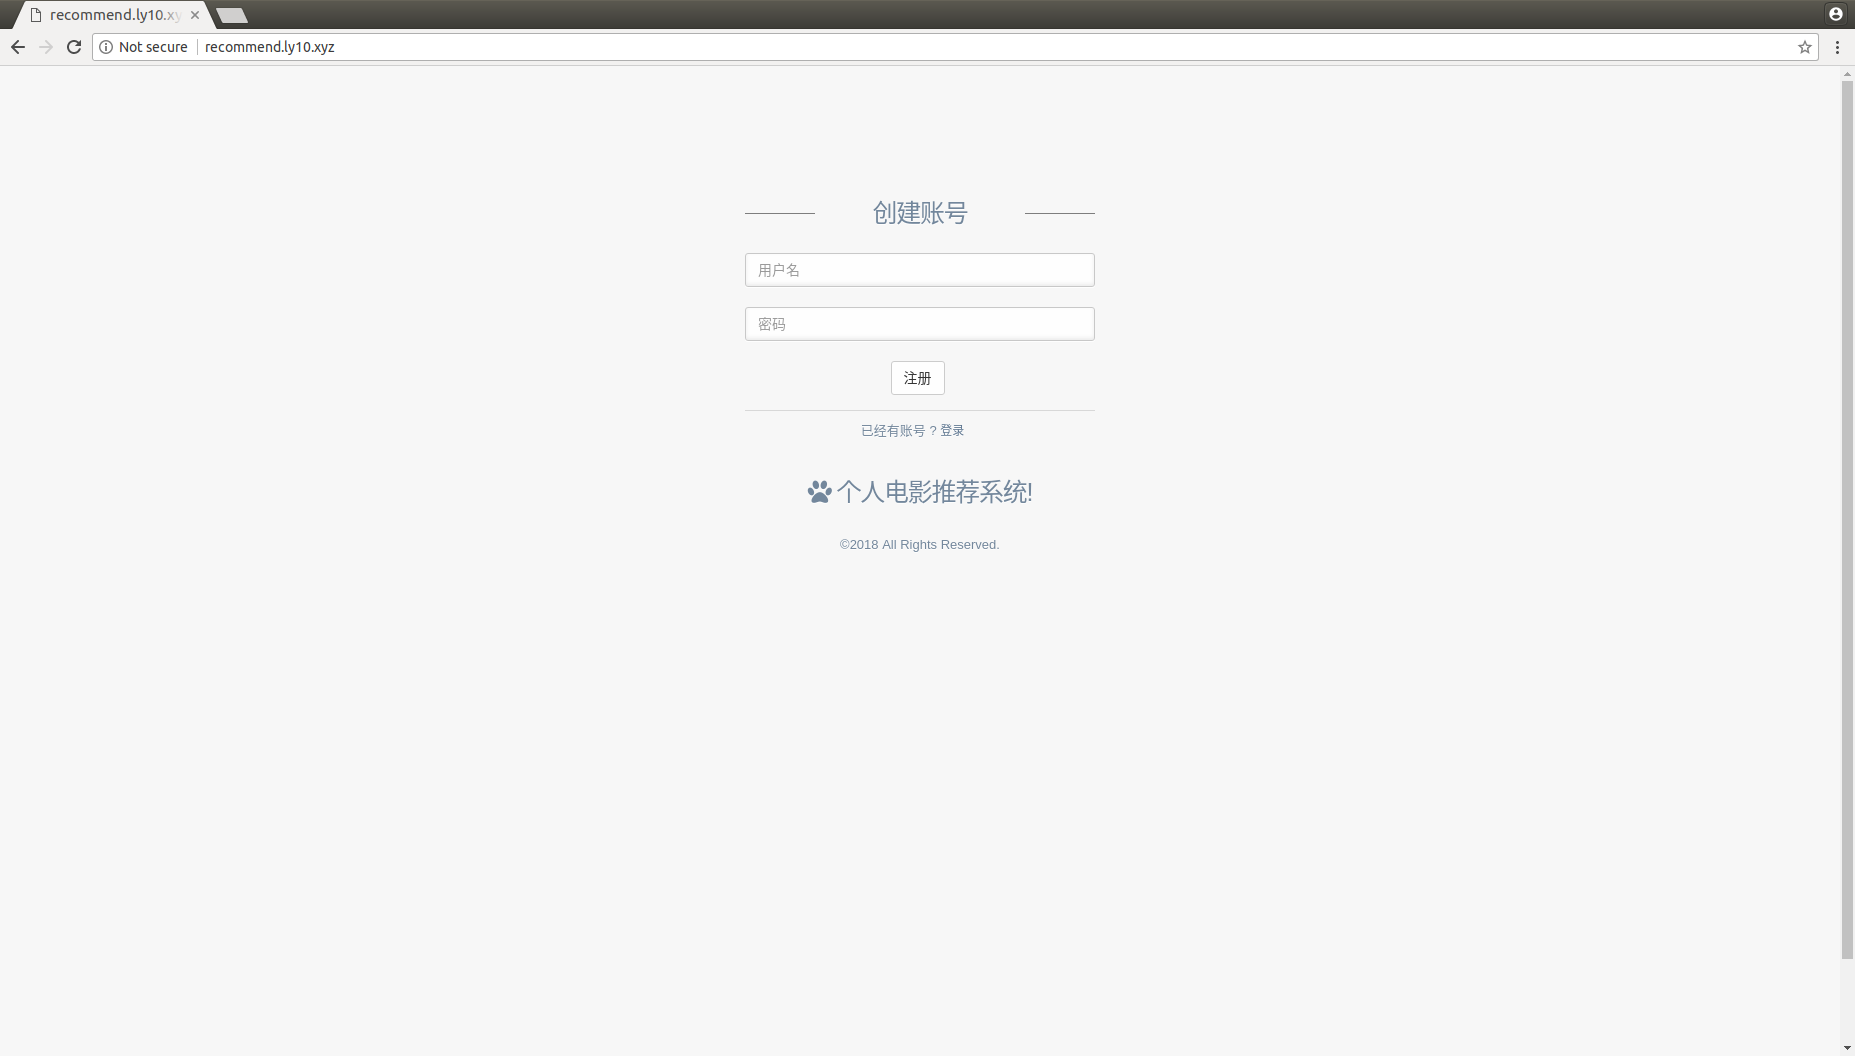 recommend.ly10.xy
Not secure recommend.ly10.xyz
创建账号
用户名
密码
注册
已经有账号 ? 登录
个人电影推荐系统!
©2018 All Rights Reserved.